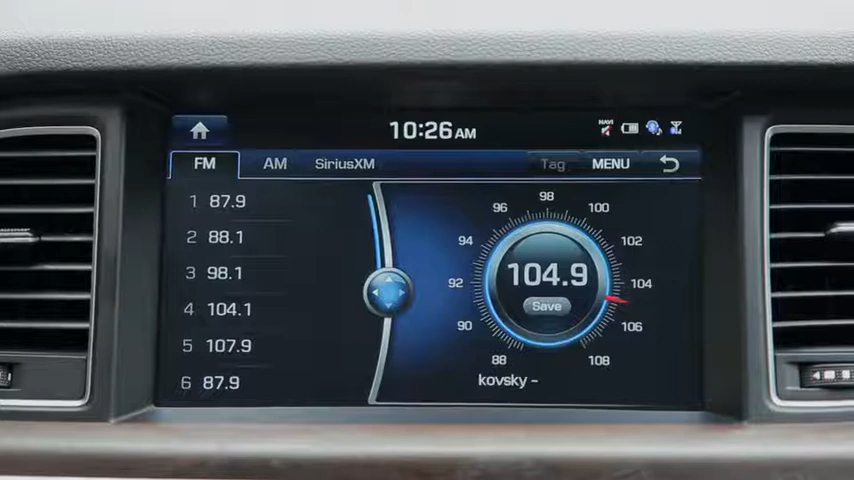 10:26AM
NAVI
FM AM SiriusXM Tag MENU
1 87.9
2 88.1
3 98.1
4 104.1
5 107.9
6 87.9
98
96 100
94 102
92 104
90 106
88 108
104.9
Save
kovsky -